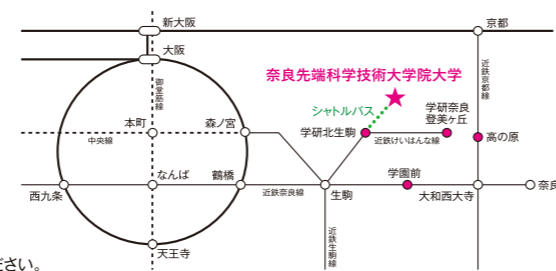 新大阪
京都
大阪
近鉄京都線
奈良先端科学技術大学院大学
御堂筋線
シャトルバス
本町
森ノ宮
学研奈良
登美ヶ丘
学研北生駒
中央線
近鉄けいはんな線
高の原
なんば
鶴橋
学園前
西九条
近鉄奈良線
生駒
大和西大寺
奈良
近鉄生駒線
天王寺
ださい。